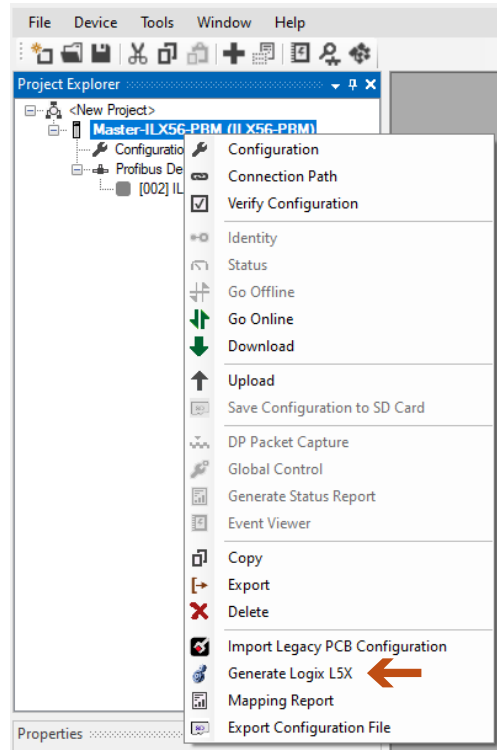 File Device Tools Window Help
Project Explorer
<New Project>
Master-ILX56-PBM (ILX56-PBM)
Configuratio
Profibus De
[002] IL
Configuration
Connection Path
Verify Configuration
Identity
Status
Go Offline
Go Online
Download
Upload
Save Configuration to SD Card
DP Packet Capture
Global Control
Generate Status Report
Event Viewer
Copy
Export
Delete
Import Legacy PCB Configuration
Generate Logix L5X
Mapping Report
Export Configuration File
Properties